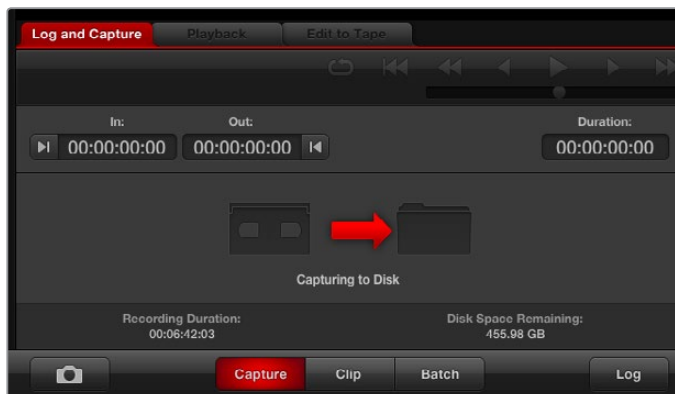 Log and Capture Playback Edit to Tape
In: Out: Duration:
00:00:00:00 00:00:00:00 00:00:00:00
Capturing to Disk
Recording Duration: Disk Space Remaining:
00:06:42:03 455.98 GB
Capture Clip Batch Log